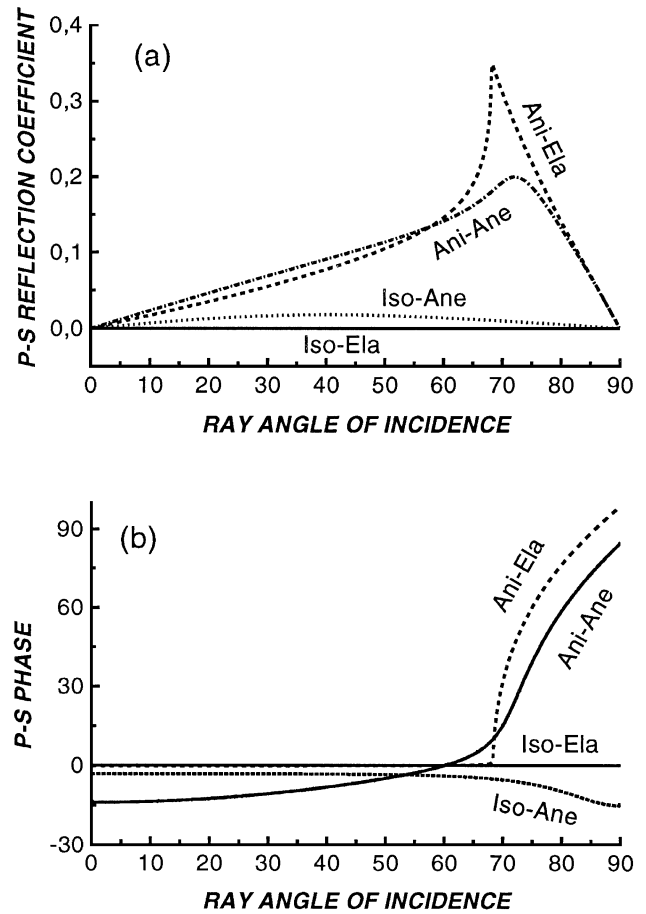 P-S REFLECTION COEFFICIENT
0,4
0,3
0,2
0,1
0,0
(a)
Ani-Ela
Ani-Ane
Iso-Ane
Iso-Ela
0 10 20 30 40 50 60 70 80 90
RAY ANGLE OF INCIDENCE
P-S PHASE
90
60
30
0
-30
(b)
Ani-Ela
Ani-Ane
Iso-Ela
Iso-Ane
0 10 20 30 40 50 60 70 80 90
RAY ANGLE OF INCIDENCE